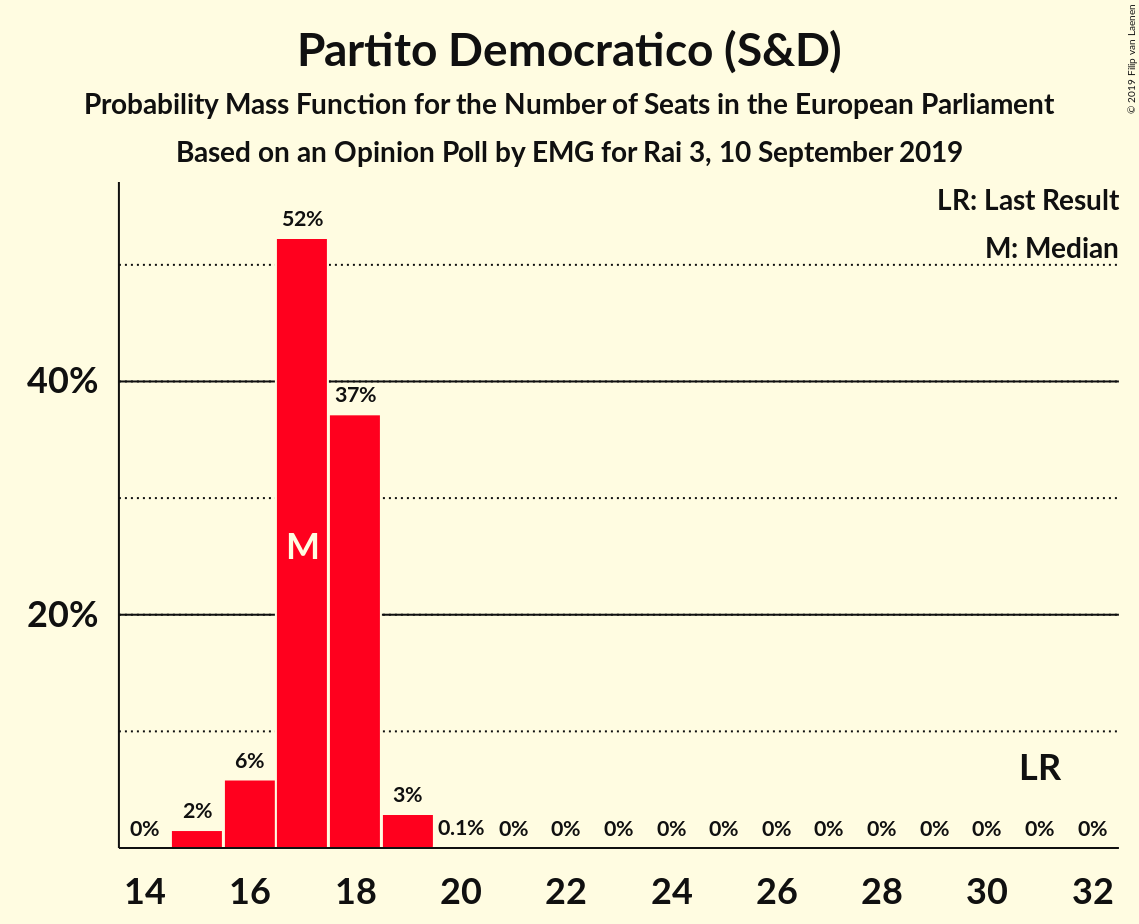 Partito Democratico (S&D)
Probability Mass Function for the Number of Seats in the European Parliament
Based on an Opinion Poll by EMG for Rai 3, 10 September 2019
© 2019 Filip van Laenen
LR: Last Result
M: Median
52%
40%
37%
M
20%
LR
6%
3%
2%
0% 0.1% 0% 0% 0% 0% 0% 0% 0% 0% 0% 0% 0% 0%
14 16 18 20 22 24 26 28 30 32